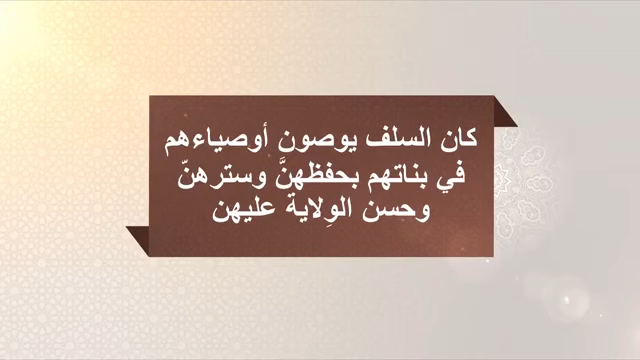 كان السلف يوصون أوصياءهم
في بناتهم بحفظهنَّ وسترهنّ
وحسن الوِلاية عليهن